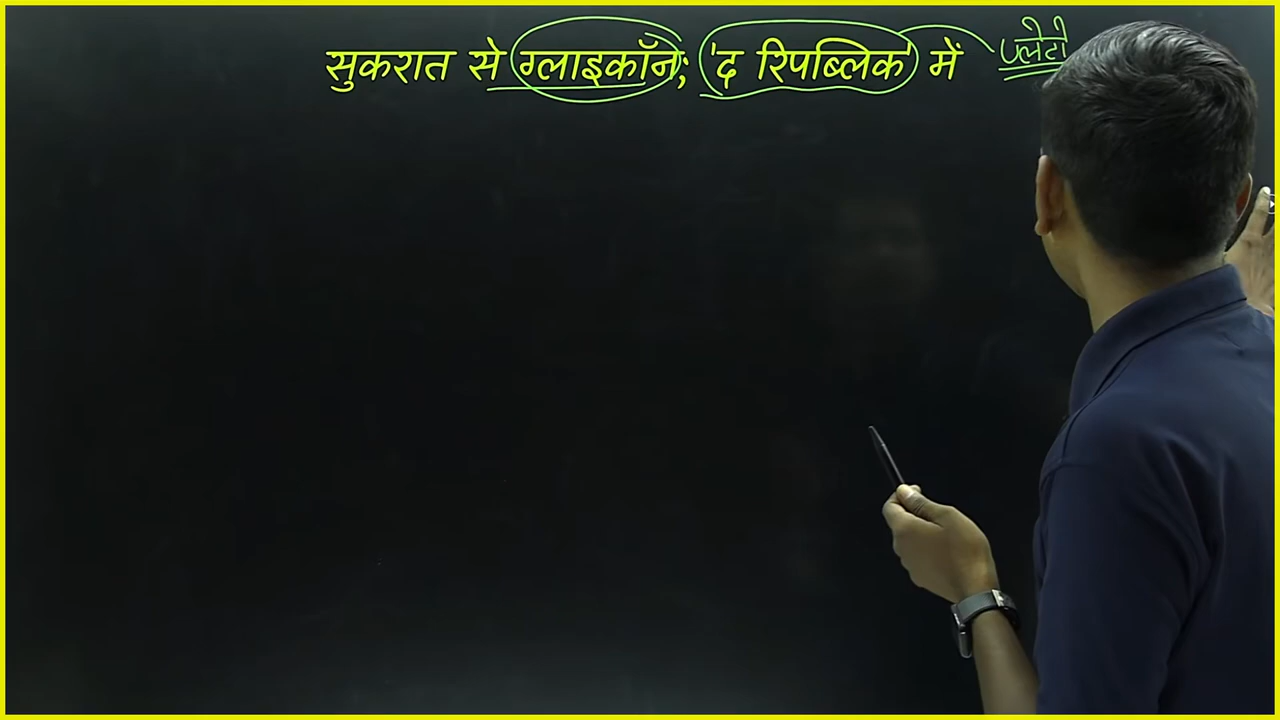 सुकरात से ग्लाइकॉन; 'द रिपब्लिक' में प्लेटो